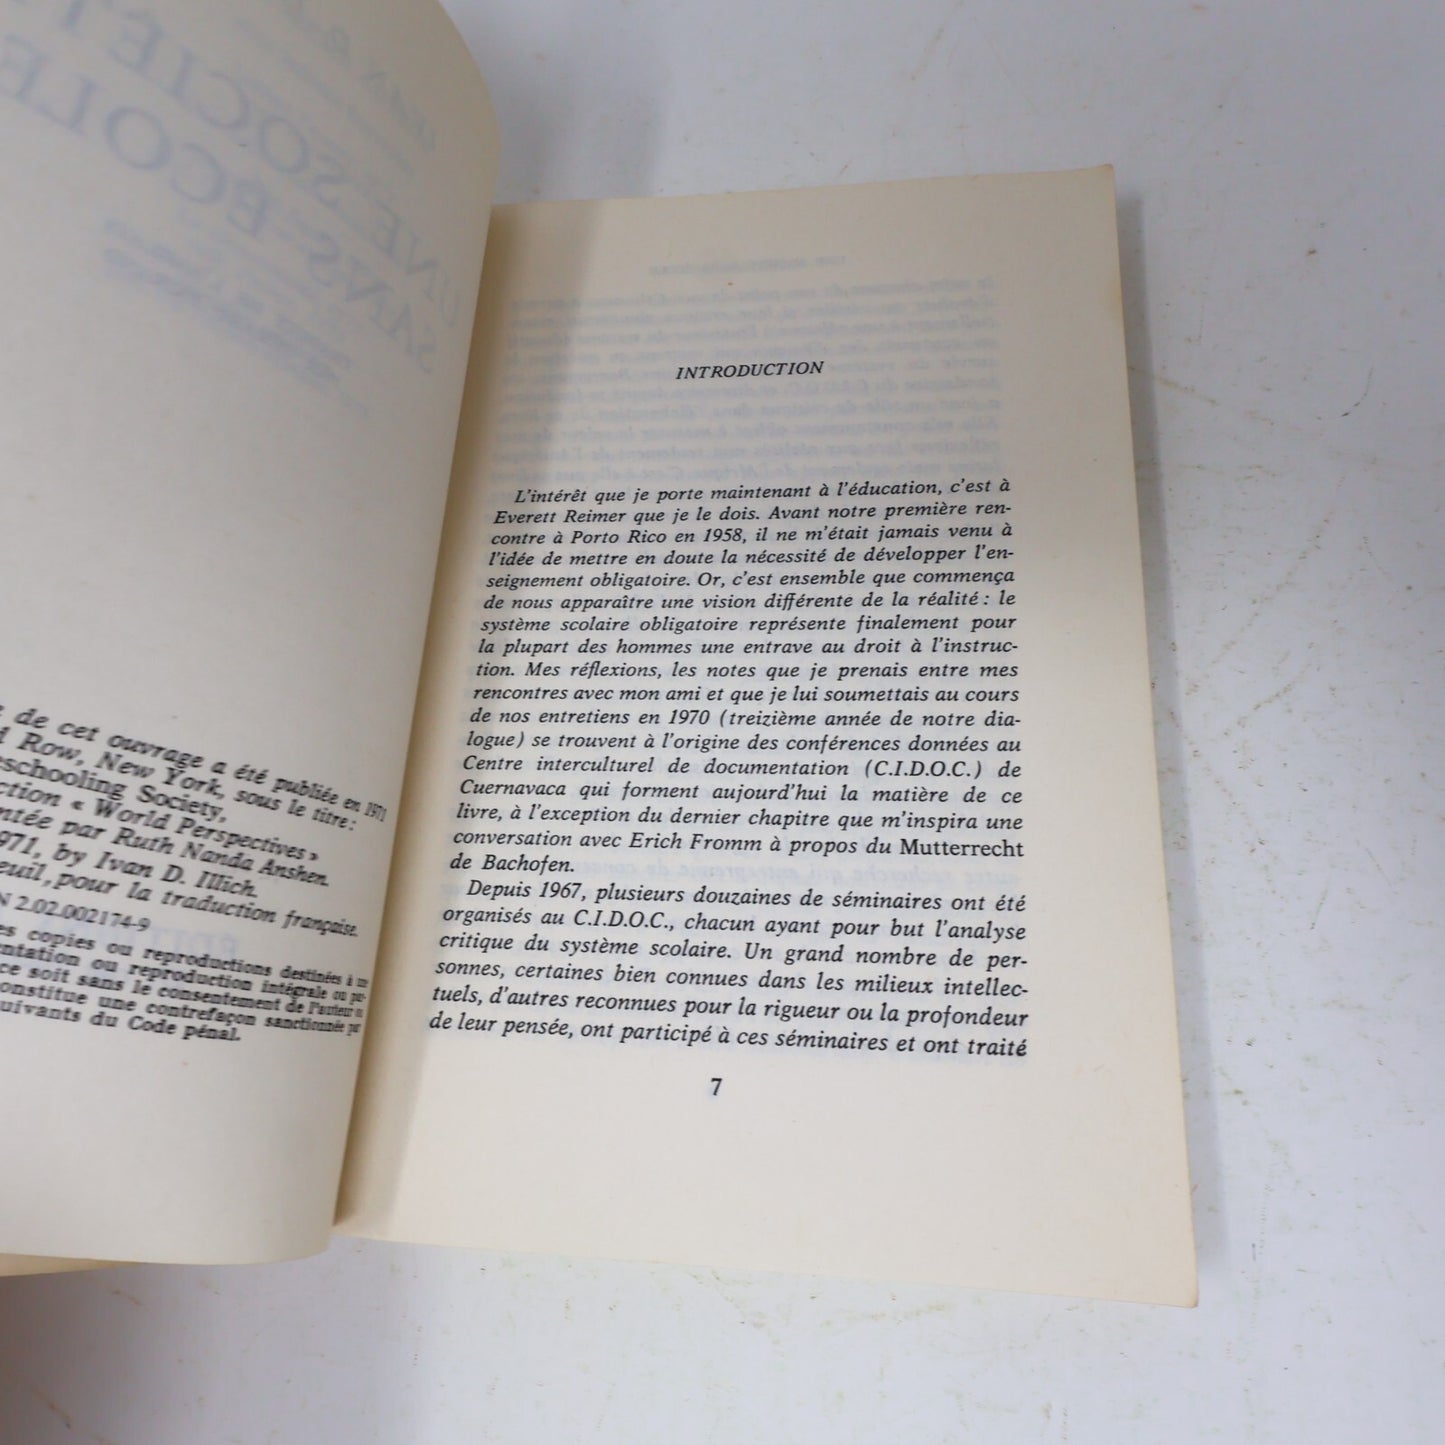 de cet ouvrage a été publiée en 1971
Row, New York, sous le titre:
schooling Society,
ction « World Perspectives »
ntée par Ruth Nanda Anshen.
971, by Ivan D. Illich.
euil, pour la traduction française.
N 2.02.002174-9
es copies ou reproductions destinées à une
entation ou reproduction intégrale ou par-
ce soit sans le consentement de l'auteur ou
onstitue une contrefaçon sanctionnée par
uivants du Code pénal.
INTRODUCTION
L'intérêt que je porte maintenant à l'éducation, c'est à
Everett Reimer que je le dois. Avant notre première ren-
contre à Porto Rico en 1958, il ne m'était jamais venu à
l'idée de mettre en doute la nécessité de développer l'en-
seignement obligatoire. Or, c'est ensemble que commença
de nous apparaître une vision différente de la réalité : le
système scolaire obligatoire représente finalement pour
la plupart des hommes une entrave au droit à l'instruc-
tion. Mes réflexions, les notes que je prenais entre mes
rencontres avec mon ami et que je lui soumettais au cours
de nos entretiens en 1970 (treizième année de notre dia-
logue) se trouvent à l'origine des conférences données au
Centre interculturel de documentation (C.I.D.O.C.) de
Cuernavaca qui forment aujourd'hui la matière de ce
livre, à l'exception du dernier chapitre que m'inspira une
conversation avec Erich Fromm à propos du Mutterrecht
de Bachofen.
Depuis 1967, plusieurs douzaines de séminaires ont été
organisés au C.I.D.O.C., chacun ayant pour but l'analyse
critique du système scolaire. Un grand nombre de per-
sonnes, certaines bien connues dans les milieux intellec-
tuels, d'autres reconnues pour la rigueur ou la profondeur
de leur pensée, ont participé à ces séminaires et ont traité
7